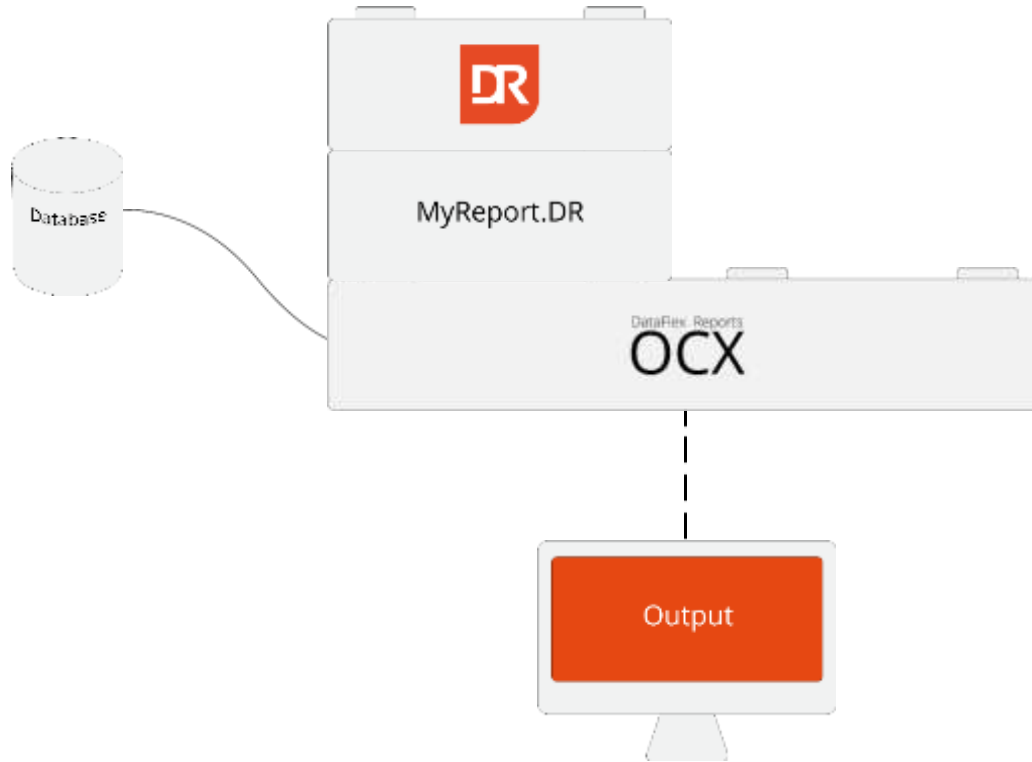 DR
Database
MyReport.DR
DataFlex Reports
OCX
Output